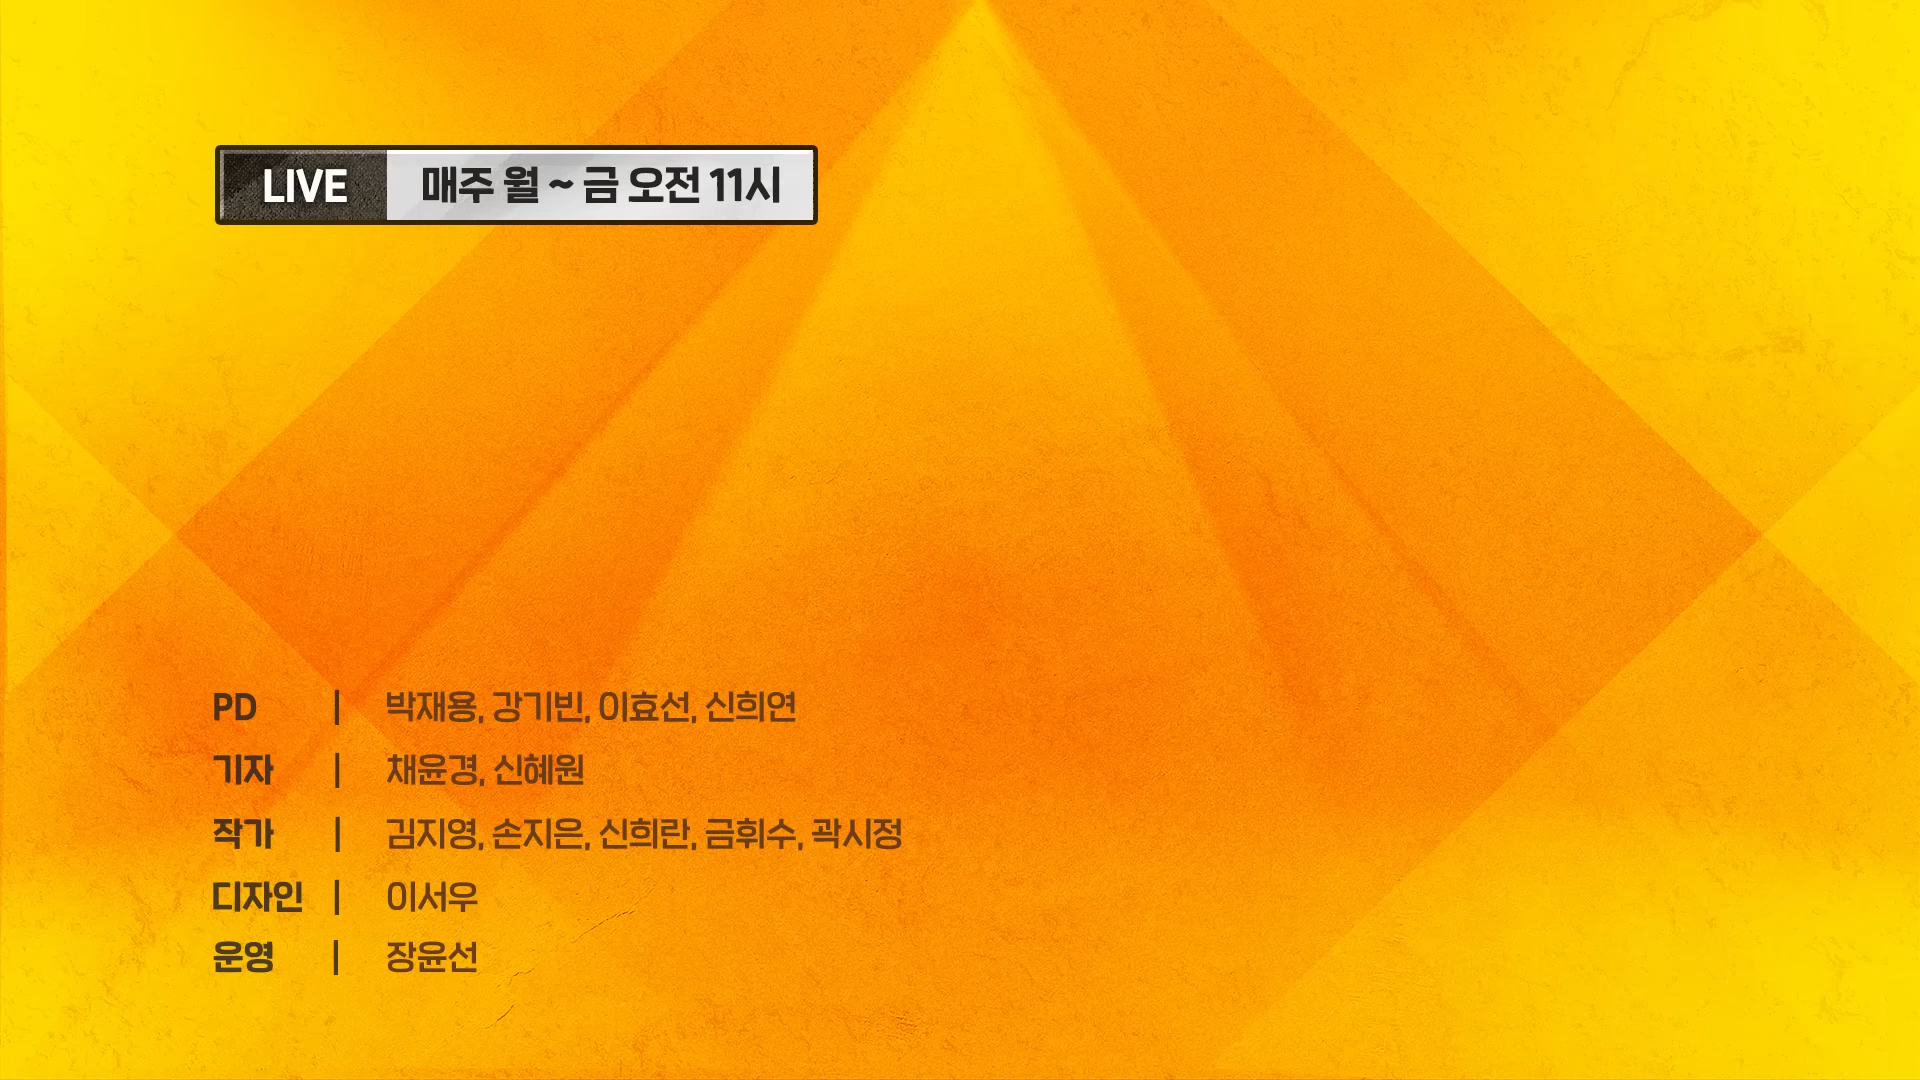 LIVE 매주 월 ~ 금 오전 11시
PD | 박재용, 강기빈, 이효선, 신희연
기자 | 채윤경, 신혜원
작가 | 김지영, 손지은, 신희란, 금휘수, 곽시정
디자인 | 이서우
운영 | 장윤선